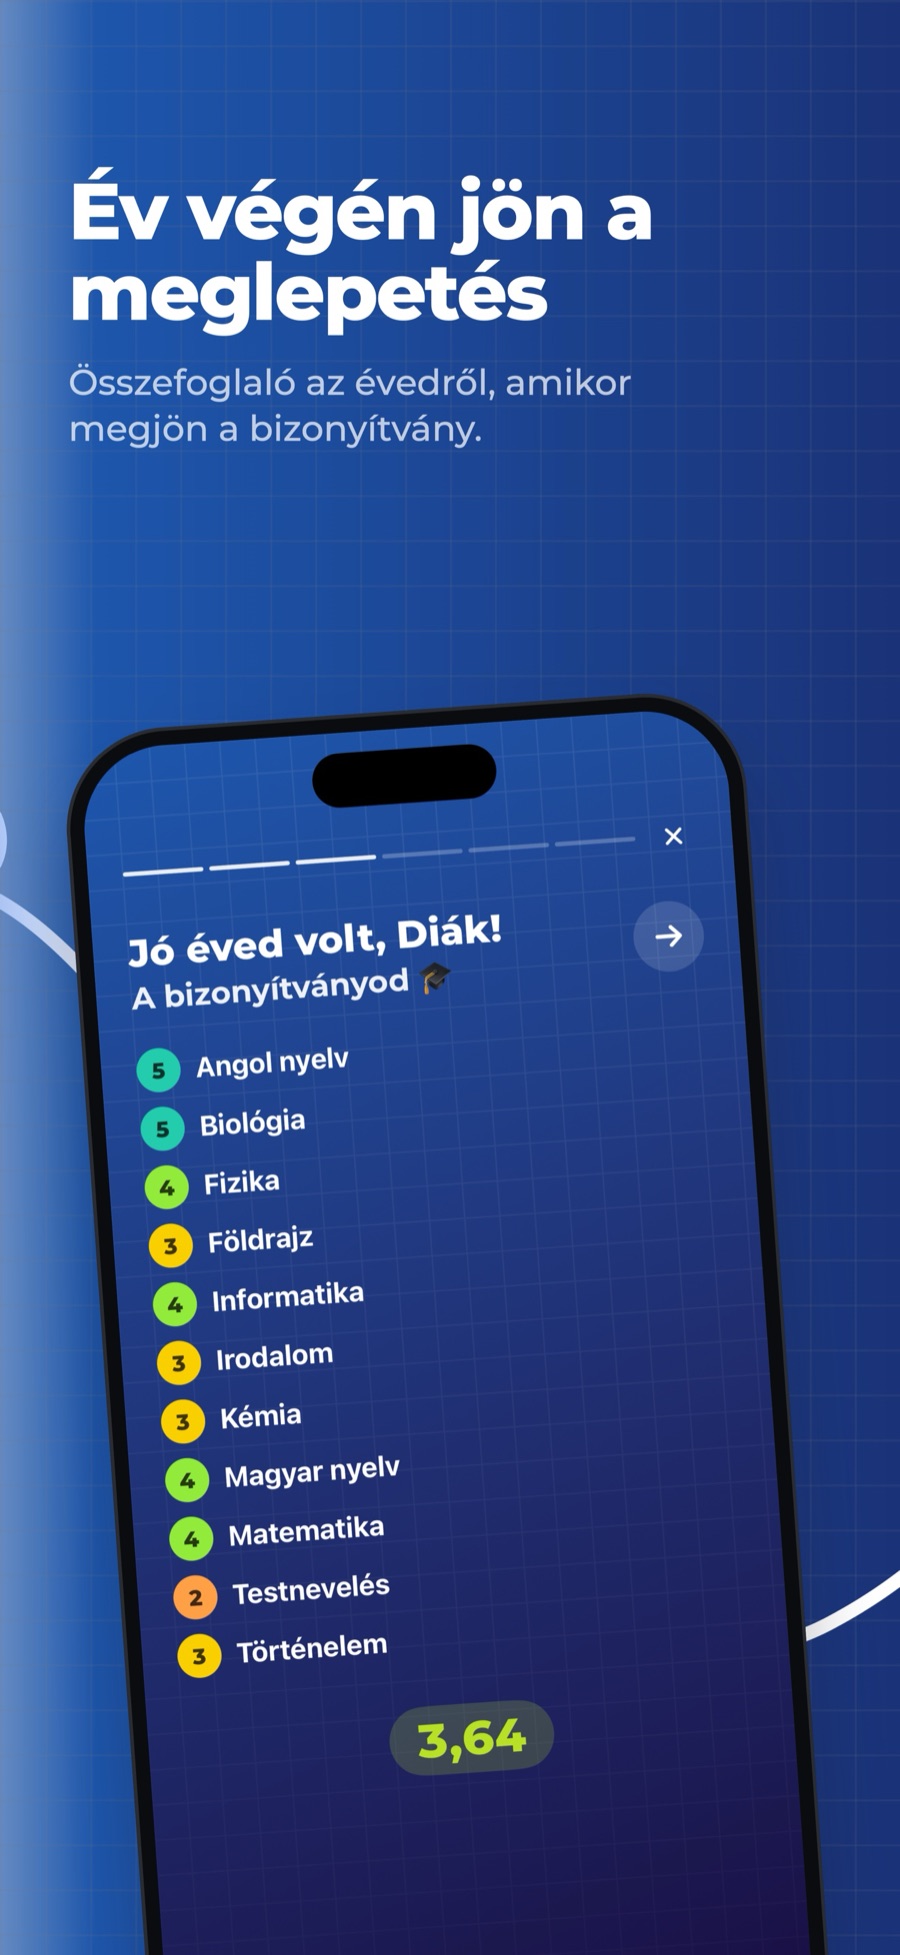 Év végén jön a
meglepetés
Összefoglaló az évedről, amikor
megjön a bizonyítvány.
Jó éved volt, Diák!
A bizonyítványod 🎓
5 Angol nyelv
5 Biológia
4 Fizika
3 Földrajz
4 Informatika
3 Irodalom
3 Kémia
4 Magyar nyelv
4 Matematika
2 Testnevelés
3 Történelem
3,64